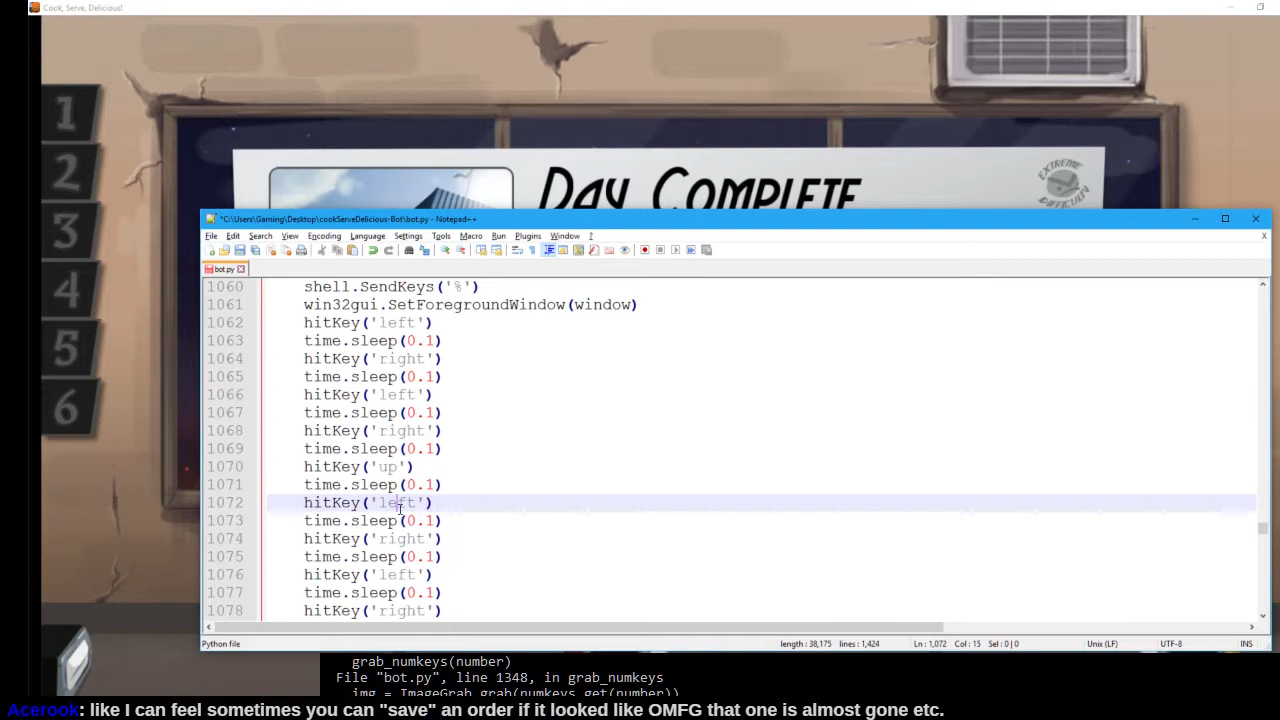 Cook, Serve, Delicious!
1
2
3
4
5
6
DAY COMPLETE
EXTREME
DIFFICULTY
*C:\Users\Gaming\Desktop\cookServeDelicious-Bot\bot.py - Notepad++
File Edit Search View Encoding Language Settings Tools Macro Run Plugins Window ? X
bot.py
1060 shell.SendKeys('%')
1061 win32gui.SetForegroundWindow(window)
1062 hitKey('left')
1063 time.sleep(0.1)
1064 hitKey('right')
1065 time.sleep(0.1)
1066 hitKey('left')
1067 time.sleep(0.1)
1068 hitKey('right')
1069 time.sleep(0.1)
1070 hitKey('up')
1071 time.sleep(0.1)
1072 hitKey('left')
1073 time.sleep(0.1)
1074 hitKey('right')
1075 time.sleep(0.1)
1076 hitKey('left')
1077 time.sleep(0.1)
1078 hitKey('right')
Python file length : 38,175 lines : 1,424 Ln : 1,072 Col : 15 Sel : 0 | 0 Unix (LF) UTF-8 INS
grab_numkeys(number)
File "bot.py", line 1348, in grab_numkeys
img = ImageGrab.grab(numkeys.get(number))
Acerook: like I can feel sometimes you can "save" an order if it looked like OMFG that one is almost gone etc.